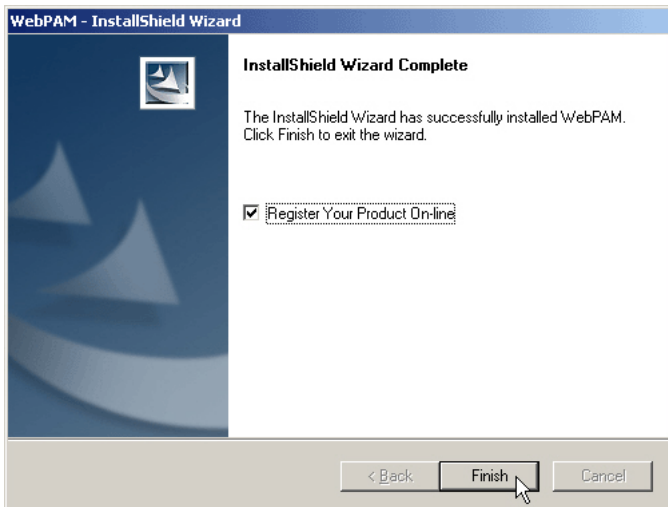 WebPAM - InstallShield Wizard
InstallShield Wizard Complete
The InstallShield Wizard has successfully installed WebPAM.
Click Finish to exit the wizard.
Register Your Product On-line
< Back
Finish
Cancel